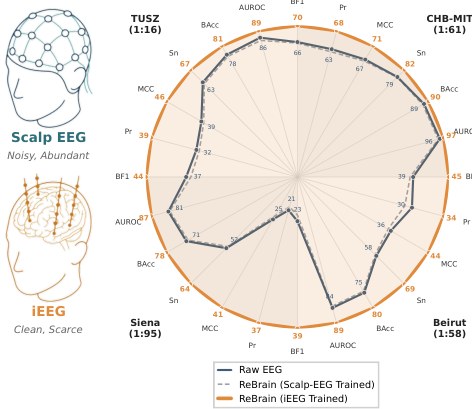 TUSZ
(1:16)
AUROC
BF1
Pr
CHB-MIT
(1:61)
BAcc
89
70
68
MCC
Sn
81
86
66
63
71
Sn
67
78
67
82
MCC
63
79
BAcc
46
90
89
Scalp EEG
Pr
39
39
97
Noisy, Abundant
32
96
BF1 44
37
39
45
AUROC
87
81
30
34
Pr
iEEG
BAcc
78
71
36
44
MCC
Clean, Scarce
Sn
64
21
25
23
58
69
Sn
Siena
(1:95)
MCC
41
75
80
BAcc
Beirut
(1:58)
Pr
37
39
BF1
89
AUROC
Raw EEG
ReBrain (Scalp-EEG Trained)
ReBrain (iEEG Trained)